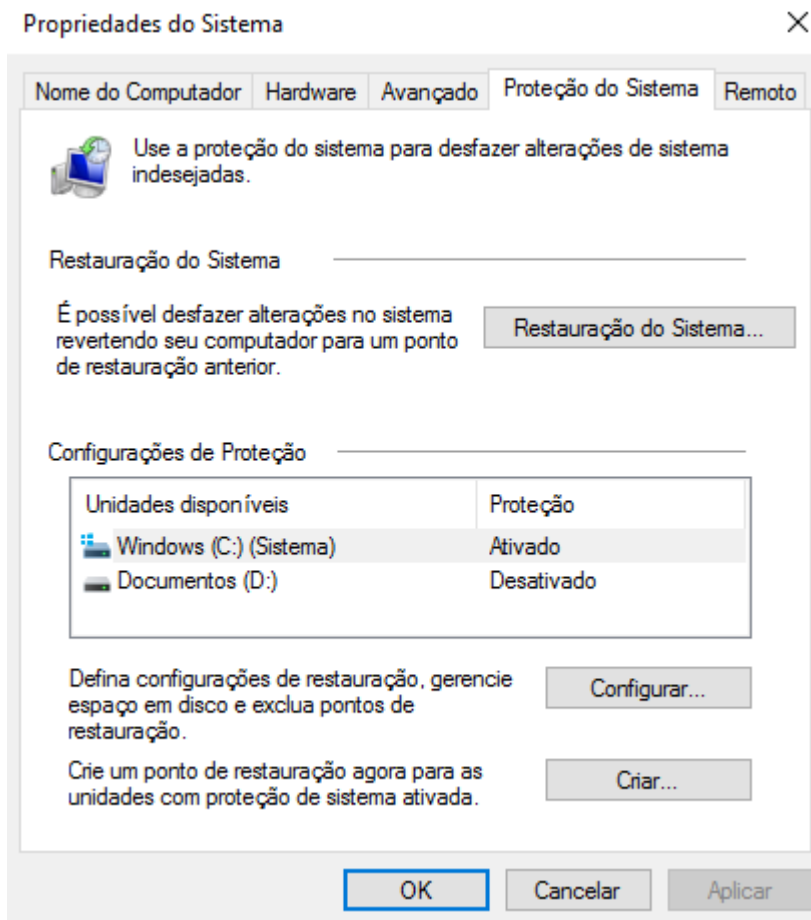 Propriedades do Sistema
Nome do Computador Hardware Avançado Proteção do Sistema Remoto
Use a proteção do sistema para desfazer alterações de sistema
indesejadas.
Restauração do Sistema
É possível desfazer alterações no sistema
revertendo seu computador para um ponto
de restauração anterior.
Restauração do Sistema...
Configurações de Proteção
Unidades disponíveis Proteção
Windows (C:) (Sistema) Ativado
Documentos (D:) Desativado
Defina configurações de restauração, gerencie
espaço em disco e exclua pontos de
restauração.
Configurar...
Crie um ponto de restauração agora para as
unidades com proteção de sistema ativada.
Criar...
OK Cancelar Aplicar